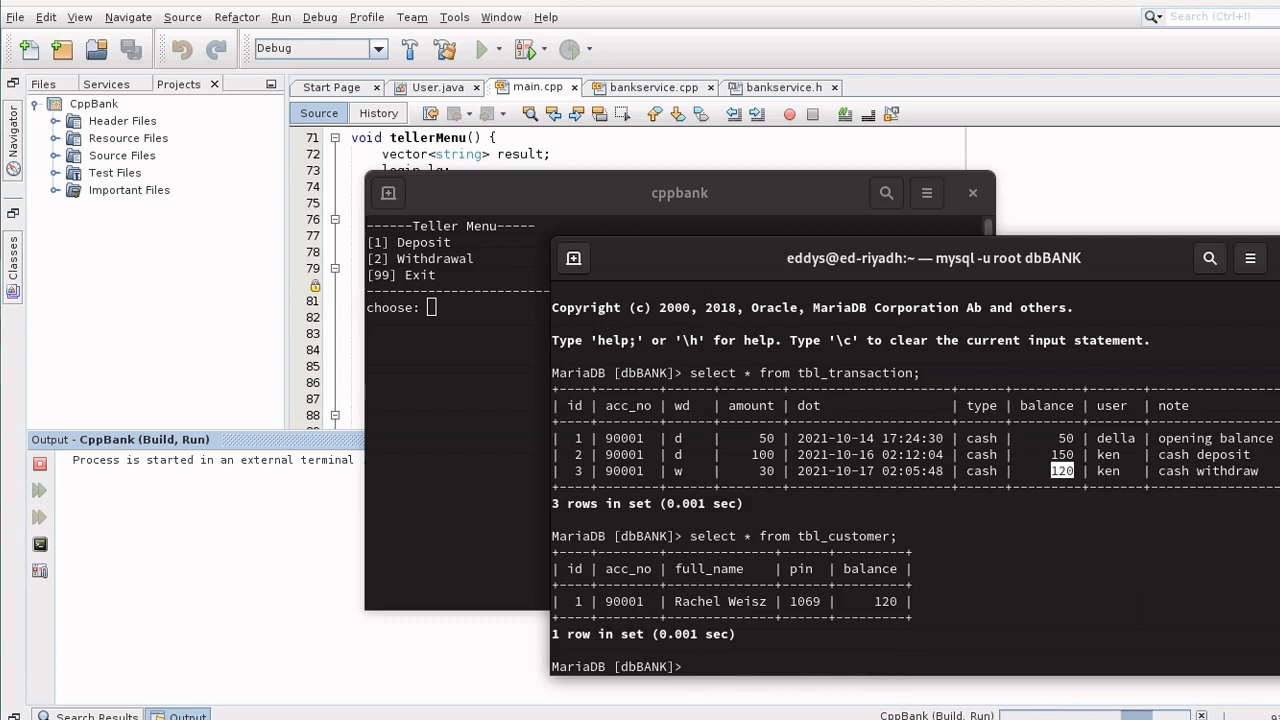 File Edit View Navigate Source Refactor Run Debug Profile Team Tools Window Help
Search (Ctrl+I)
Debug
Files Services Projects
Start Page User.java main.cpp bankservice.cpp bankservice.h
Navigator
Classes
CppBank
Header Files
Resource Files
Source Files
Test Files
Important Files
Source History
71 void tellerMenu() {
72 vector<string> result;
73 login lg;
74
75
76
77
78
79
81
82
83
84
85
86
87
88
cppbank
------Teller Menu-----
[1] Deposit
[2] Withdrawal
[99] Exit
choose:
Output - CppBank (Build, Run)
Process is started in an external terminal
eddys@ed-riyadh:~ — mysql -u root dbBANK
Copyright (c) 2000, 2018, Oracle, MariaDB Corporation Ab and others.
Type 'help;' or '\h' for help. Type '\c' to clear the current input statement.
MariaDB [dbBANK]> select * from tbl_transaction;
| id | acc_no | wd | amount | dot | type | balance | user | note
| 1 | 90001 | d | 50 | 2021-10-14 17:24:30 | cash | 50 | della | opening balance
| 2 | 90001 | d | 100 | 2021-10-16 02:12:04 | cash | 150 | ken | cash deposit
| 3 | 90001 | w | 30 | 2021-10-17 02:05:48 | cash | 120 | ken | cash withdraw
3 rows in set (0.001 sec)
MariaDB [dbBANK]> select * from tbl_customer;
| id | acc_no | full_name | pin | balance |
| 1 | 90001 | Rachel Weisz | 1069 | 120 |
1 row in set (0.001 sec)
MariaDB [dbBANK]>
Search Results Output
CppBank (Build, Run)